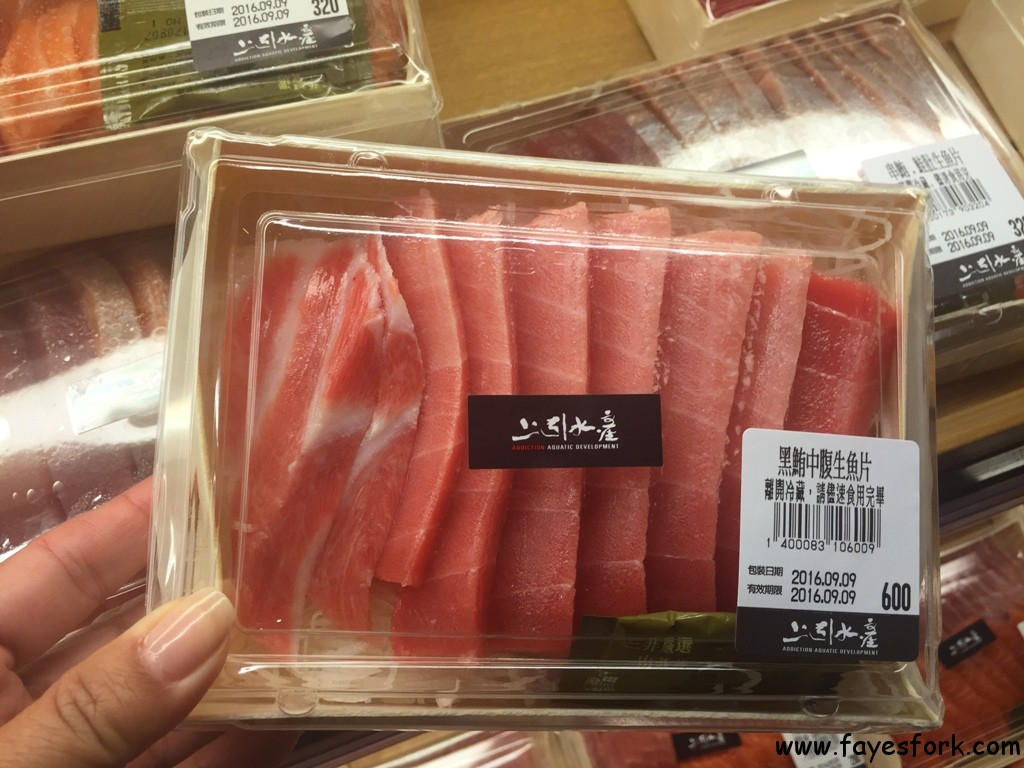 包裝日期 2016.09.09
有效期限 2016.09.09
320
上引水產
ADDICTION AQUATIC DEVELOPMENT
生魚片
2016.09.09
2016.09.09
上引水產
上引水產
ADDICTION AQUATIC DEVELOPMENT
黑鮪中腹生魚片
離開冷藏,請儘速食用完畢
1 400083 106009
包裝日期 2016.09.09
有效期限 2016.09.09
600
上引水產
ADDICTION AQUATIC DEVELOPMENT
www.fayesfork.com